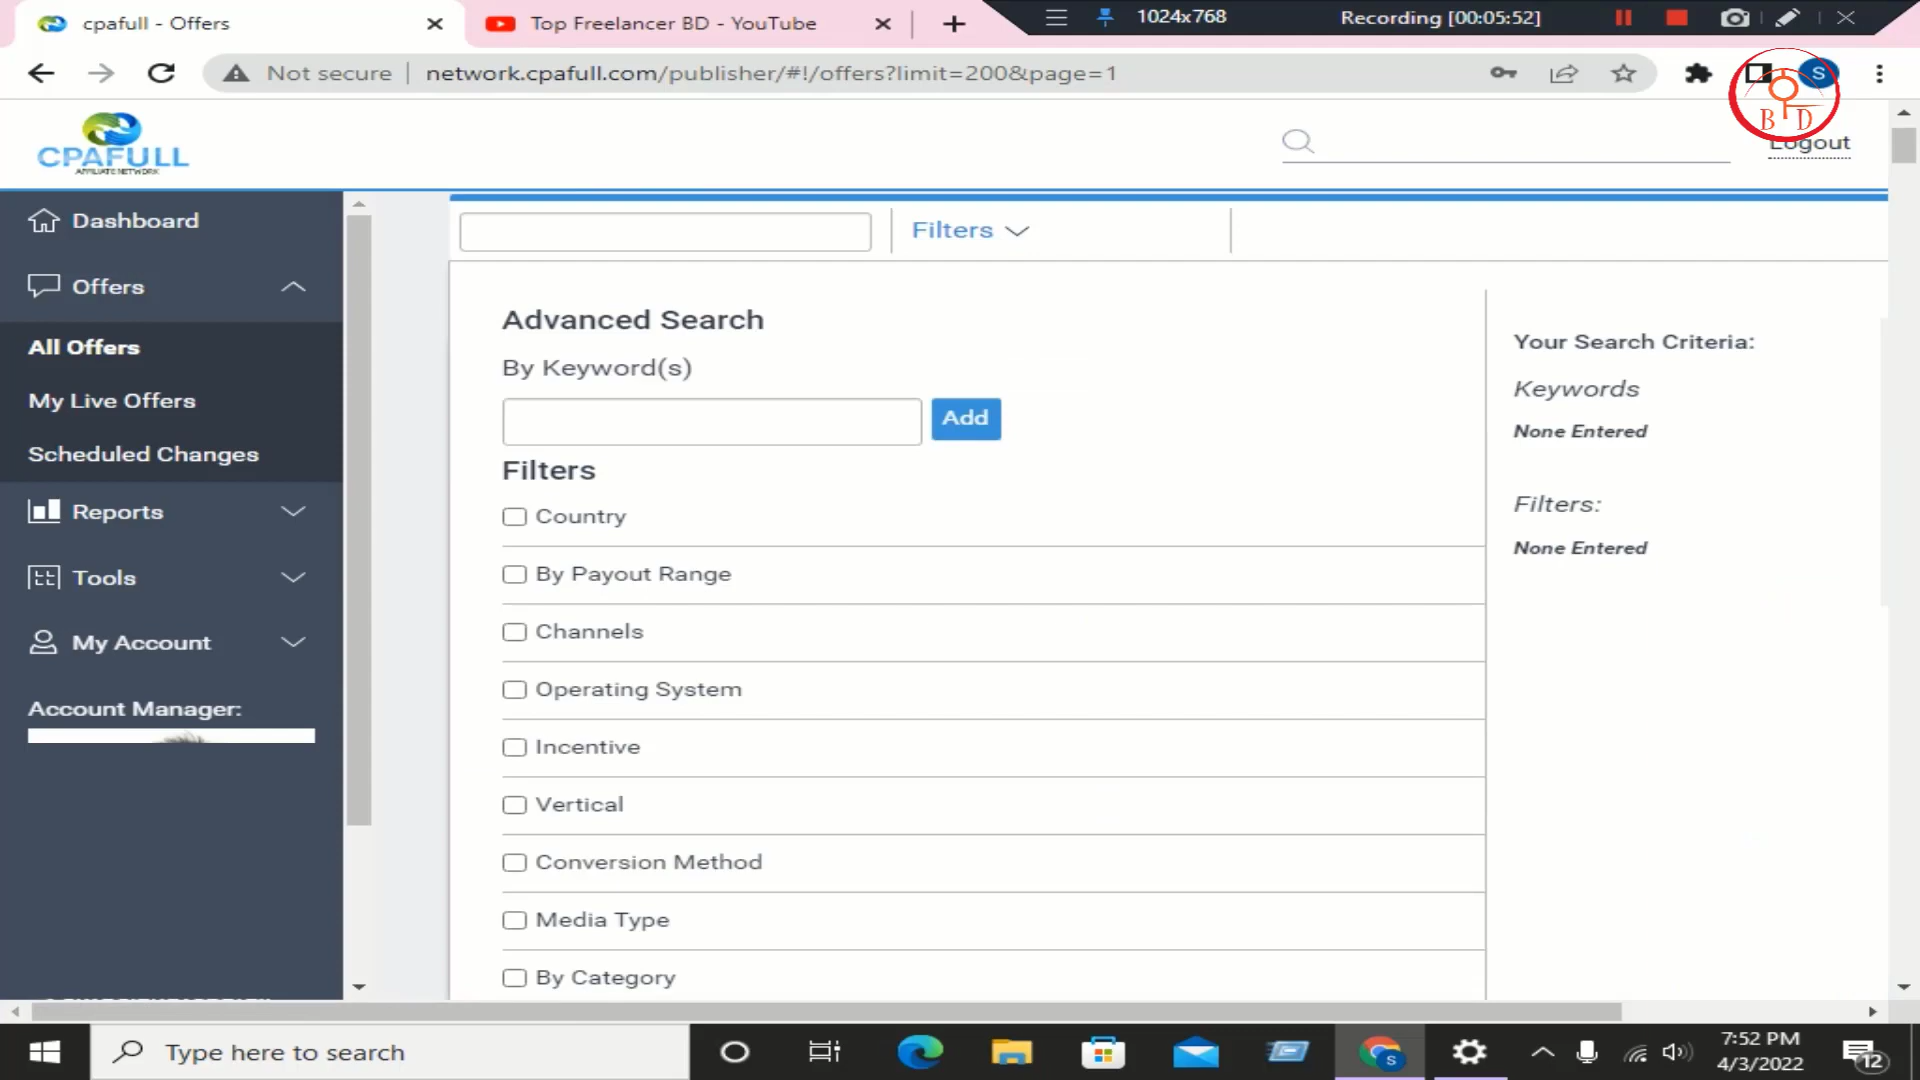 cpafull - Offers
Top Freelancer BD - YouTube
1024x768
Recording [00:05:52]
Not secure
network.cpafull.com/publisher/#!/offers?limit=200&page=1
S
B D
CPAFULL
AFFILIATE NETWORK
Logout
Dashboard
Offers
All Offers
My Live Offers
Scheduled Changes
Reports
Tools
My Account
Account Manager:
Filters
Advanced Search
By Keyword(s)
Add
Filters
Country
By Payout Range
Channels
Operating System
Incentive
Vertical
Conversion Method
Media Type
By Category
Your Search Criteria:
Keywords
None Entered
Filters:
None Entered
Type here to search
S
7:52 PM
4/3/2022
12